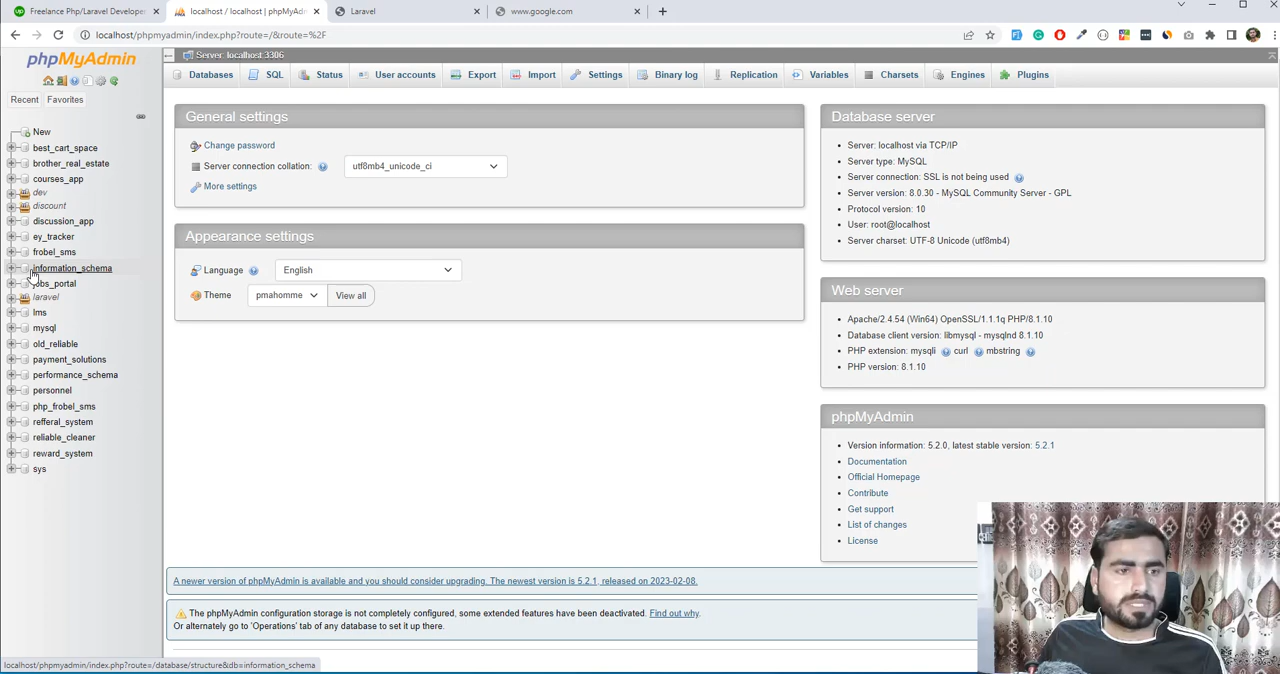 Freelance Php/Laravel Develope
localhost / localhost | phpMyAdm
Laravel
www.google.com
localhost/phpmyadmin/index.php?route=/&route=%2F
phpMyAdmin
Recent
Favorites
New
best_cart_space
brother_real_estate
courses_app
dev
discount
discussion_app
ey_tracker
frobel_sms
information_schema
jobs_portal
laravel
lms
mysql
old_reliable
payment_solutions
performance_schema
personnel
php_frobel_sms
refferal_system
reliable_cleaner
reward_system
sys
Server: localhost:3306
Databases
SQL
Status
User accounts
Export
Import
Settings
Binary log
Replication
Variables
Charsets
Engines
Plugins
General settings
Change password
Server connection collation:
utf8mb4_unicode_ci
More settings
Appearance settings
Language
English
Theme
pmahomme
View all
Database server
Server: localhost via TCP/IP
Server type: MySQL
Server connection: SSL is not being used
Server version: 8.0.30 - MySQL Community Server - GPL
Protocol version: 10
User: root@localhost
Server charset: UTF-8 Unicode (utf8mb4)
Web server
Apache/2.4.54 (Win64) OpenSSL/1.1.1q PHP/8.1.10
Database client version: libmysql - mysqlnd 8.1.10
PHP extension: mysqli curl mbstring
PHP version: 8.1.10
phpMyAdmin
Version information: 5.2.0, latest stable version: 5.2.1
Documentation
Official Homepage
Contribute
Get support
List of changes
License
A newer version of phpMyAdmin is available and you should consider upgrading. The newest version is 5.2.1, released on 2023-02-08.
The phpMyAdmin configuration storage is not completely configured, some extended features have been deactivated. Find out why.
Or alternately go to 'Operations' tab of any database to set it up there.
localhost/phpmyadmin/index.php?route=/database/structure&db=information_schema